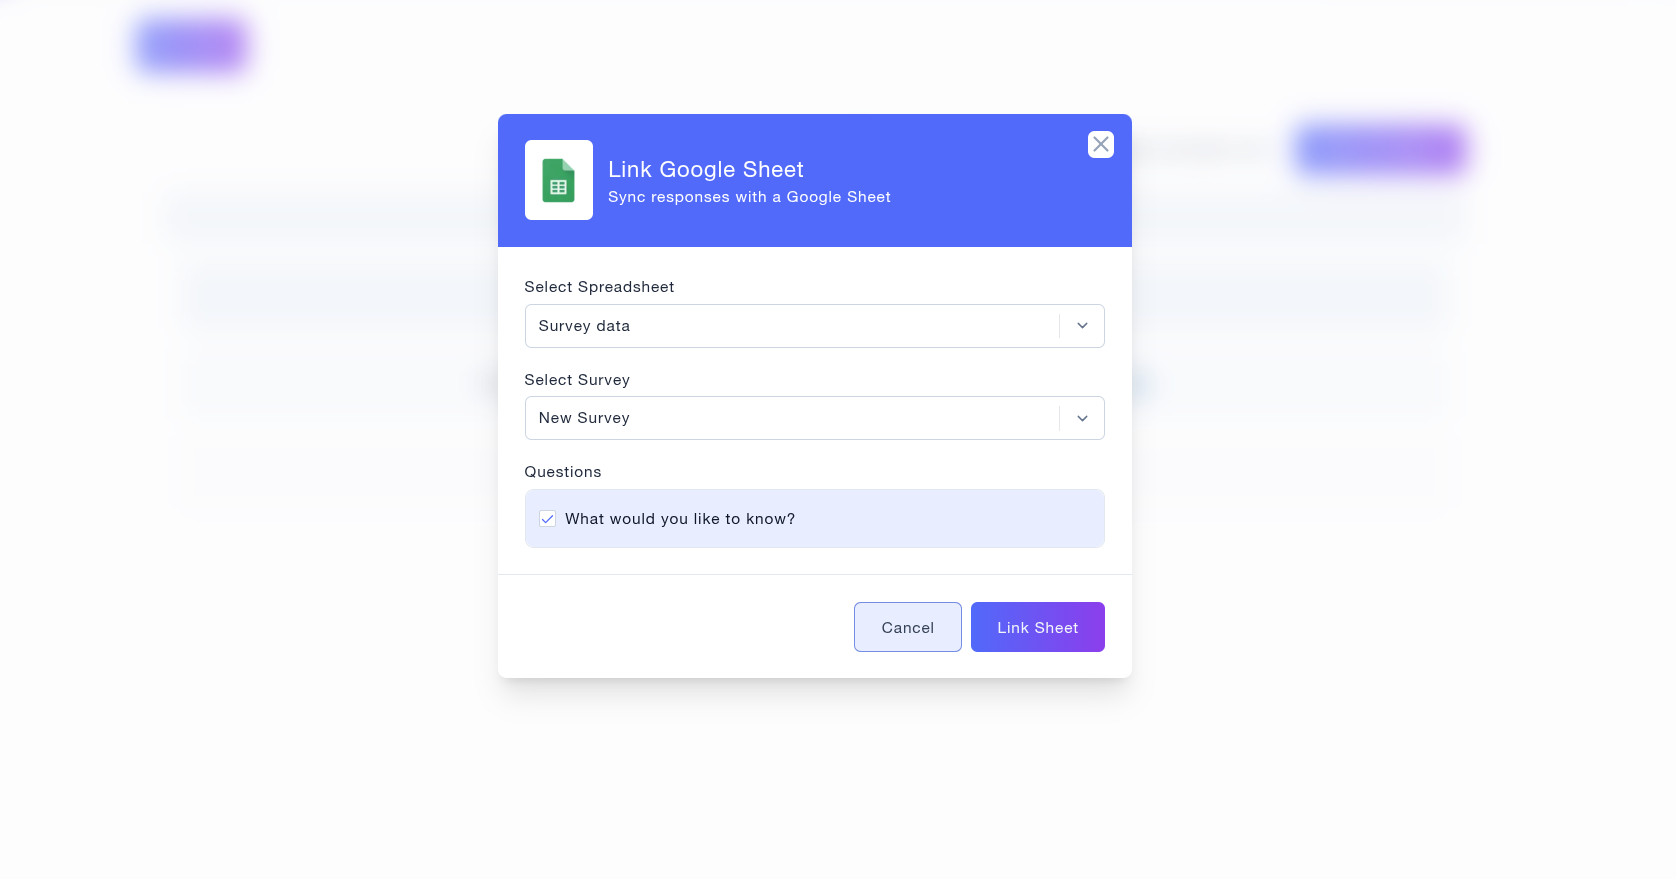 Link Google Sheet
Sync responses with a Google Sheet
Select Spreadsheet
Survey data
Select Survey
New Survey
Questions
What would you like to know?
Cancel
Link Sheet